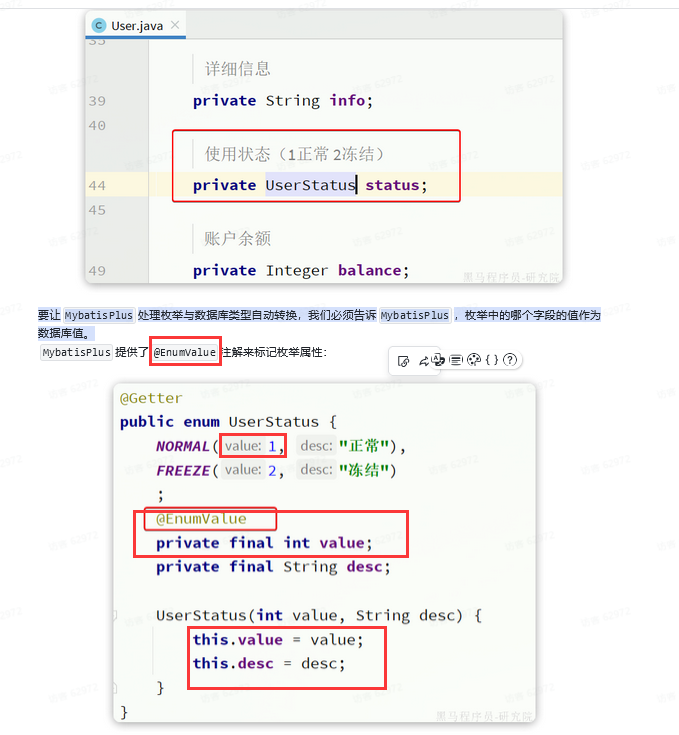 User.java
35
详细信息
39 private String info;
40
使用状态（1正常 2冻结）
44 private UserStatus status;
45
账户余额
49 private Integer balance;
黑马程序员-研究院
要让 MybatisPlus 处理枚举与数据库类型自动转换，我们必须告诉 MybatisPlus ，枚举中的哪个字段的值作为
数据库值。
MybatisPlus 提供了 @EnumValue 注解来标记枚举属性：
@Getter
public enum UserStatus {
NORMAL( value: 1, desc: "正常"),
FREEZE( value: 2, desc: "冻结")
;
@EnumValue
private final int value;
private final String desc;
UserStatus(int value, String desc) {
this.value = value;
this.desc = desc;
}
}
黑马程序员-研究院